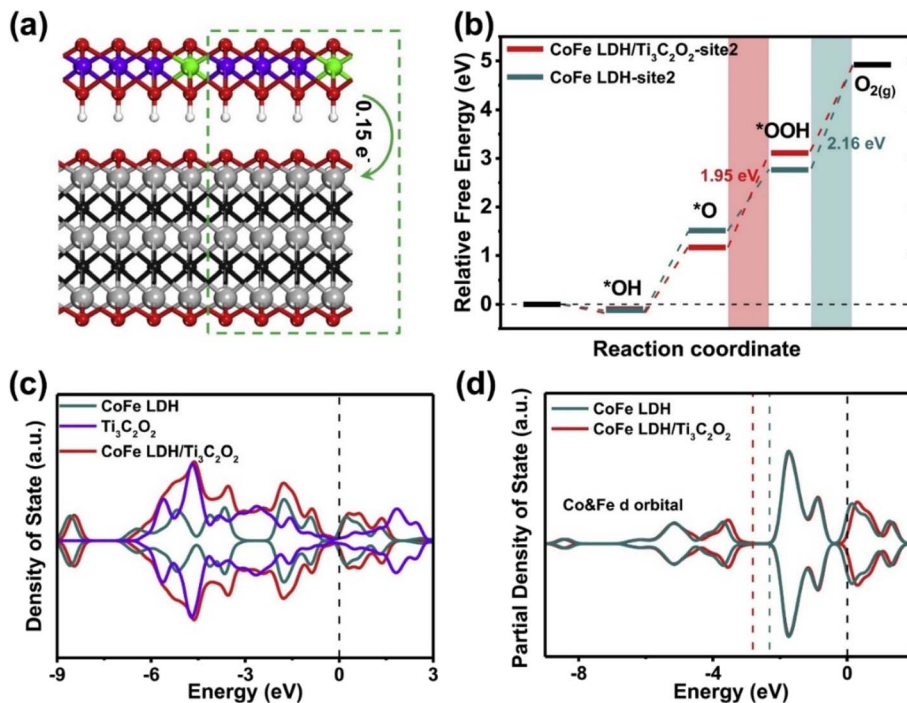 (a)
0.15 e⁻
(b)
CoFe LDH/Ti₃C₂O₂-site2
CoFe LDH-site2
O₂₍g₎
*OOH
2.16 eV
1.95 eV
*O
*OH
5
4
3
2
1
0
Relative Free Energy (eV)
Reaction coordinate
(c)
CoFe LDH
Ti₃C₂O₂
CoFe LDH/Ti₃C₂O₂
Density of State (a.u.)
-9 -6 -3 0 3
Energy (eV)
(d)
CoFe LDH
CoFe LDH/Ti₃C₂O₂
Co&Fe d orbital
Partial Density of State (a.u.)
-8 -4 0
Energy (eV)